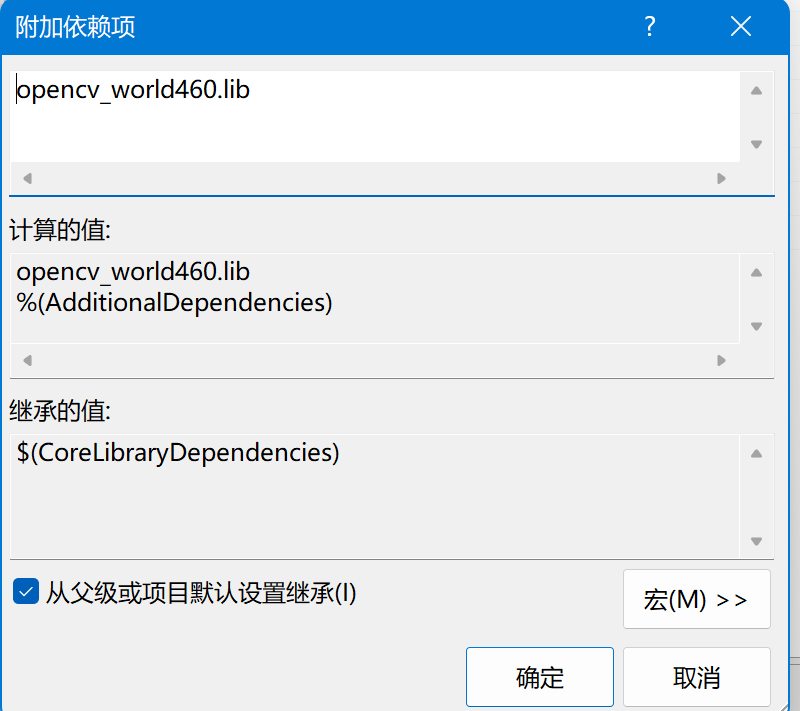 附加依赖项
opencv_world460.lib
计算的值:
opencv_world460.lib
%(AdditionalDependencies)
继承的值:
$(CoreLibraryDependencies)
从父级或项目默认设置继承(I)
宏(M) >>
确定
取消